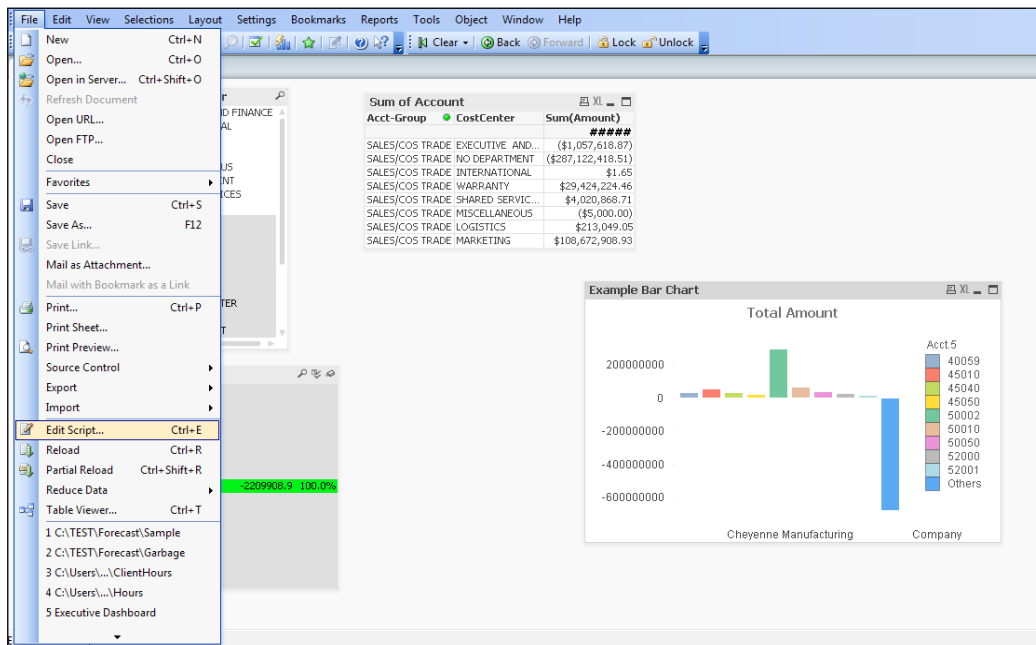 File Edit View Selections Layout Settings Bookmarks Reports Tools Object Window Help
Clear Back Forward Lock Unlock
New Ctrl+N
Open... Ctrl+O
Open in Server... Ctrl+Shift+O
Refresh Document
Open URL...
Open FTP...
Close
Favorites
Save Ctrl+S
Save As... F12
Save Link...
Mail as Attachment...
Mail with Bookmark as a Link
Print... Ctrl+P
Print Sheet...
Print Preview...
Source Control
Export
Import
Edit Script... Ctrl+E
Reload Ctrl+R
Partial Reload Ctrl+Shift+R
Reduce Data
Table Viewer... Ctrl+T
1 C:\TEST\Forecast\Sample
2 C:\TEST\Forecast\Garbage
3 C:\Users\...\ClientHours
4 C:\Users\...\Hours
5 Executive Dashboard
r
D FINANCE
AL
US
NT
ICES
TER
T
-2209908.9 100.0%
Sum of Account XL
Acct-Group CostCenter Sum(Amount)
#####
SALES/COS TRADE EXECUTIVE AND... ($1,057,618.87)
SALES/COS TRADE NO DEPARTMENT ($287,122,418.51)
SALES/COS TRADE INTERNATIONAL $1.65
SALES/COS TRADE WARRANTY $29,424,224.46
SALES/COS TRADE SHARED SERVIC... $4,020,868.71
SALES/COS TRADE MISCELLANEOUS ($5,000.00)
SALES/COS TRADE LOGISTICS $213,049.05
SALES/COS TRADE MARKETING $108,672,908.93
Example Bar Chart XL
Total Amount
200000000
0
-200000000
-400000000
-600000000
Cheyenne Manufacturing Company
Acct.5
40059
45010
45040
45050
50002
50010
50050
52000
52001
Others